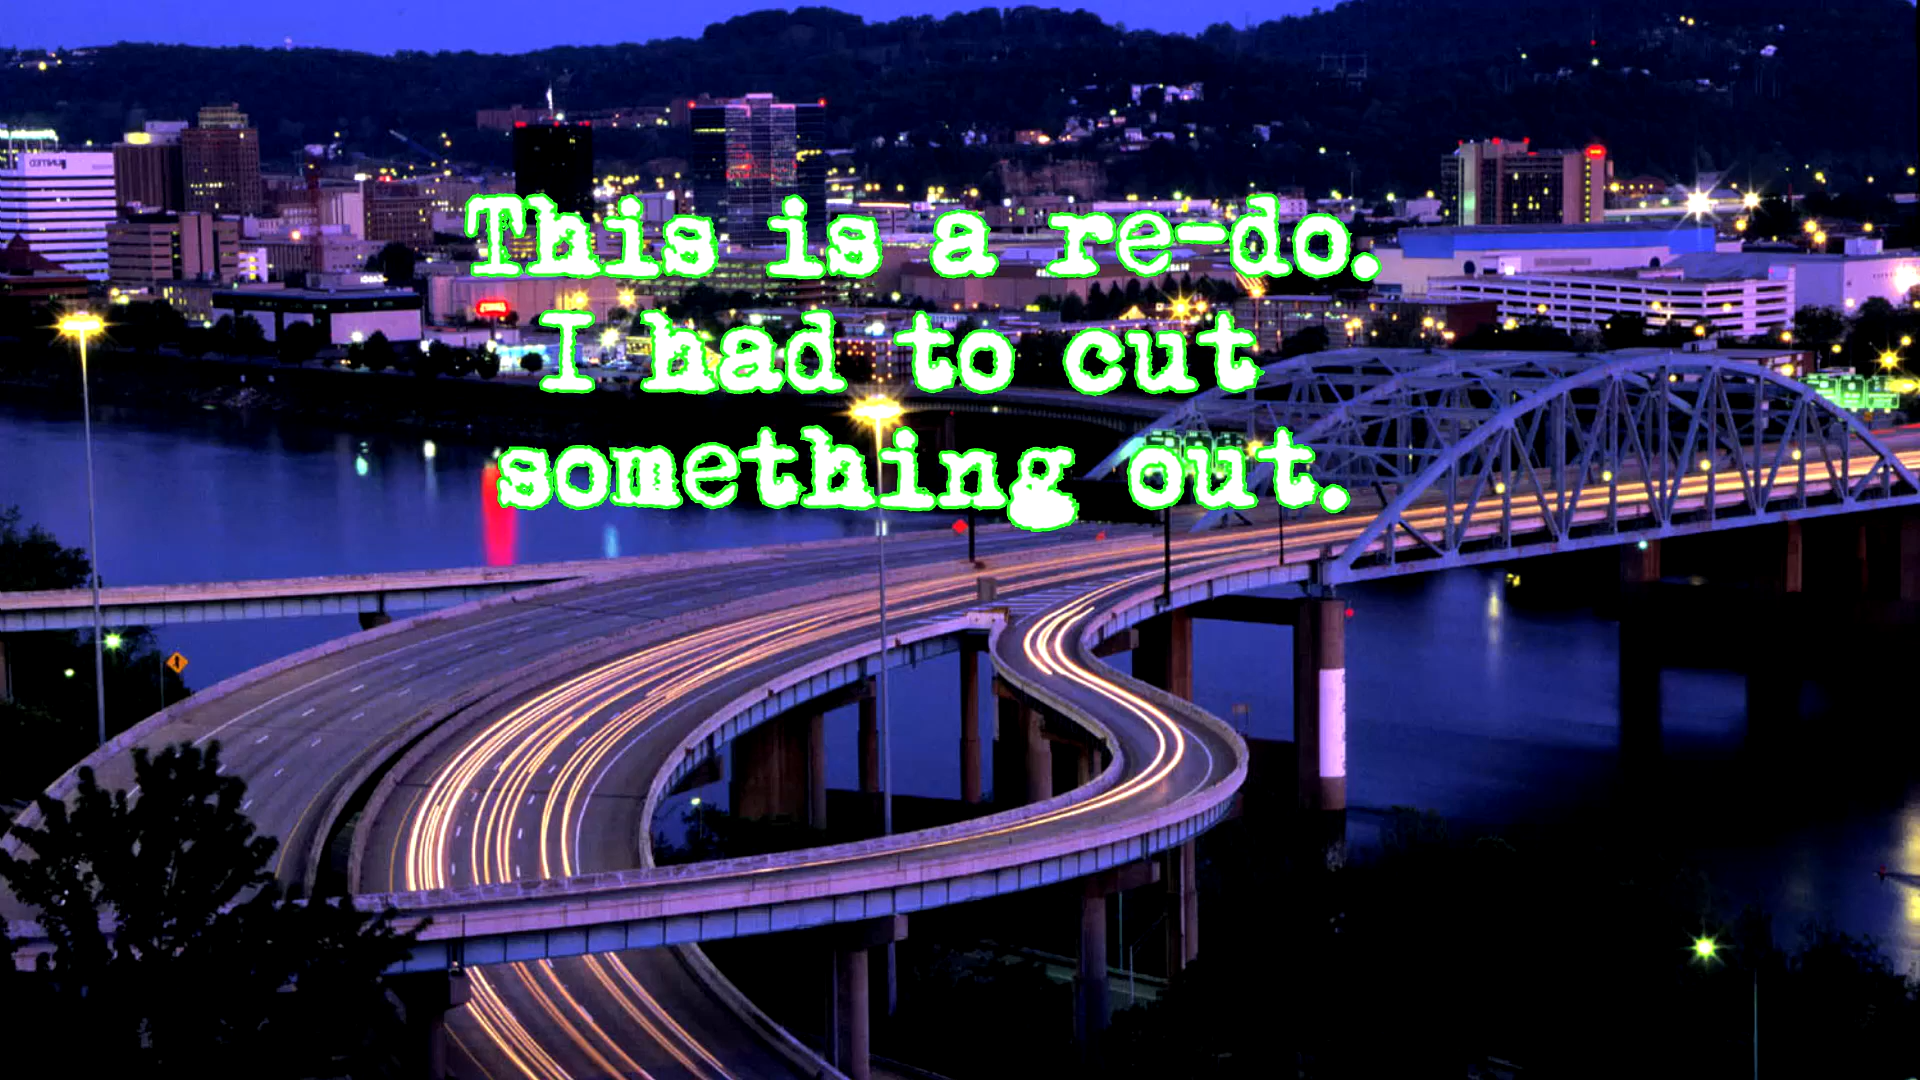 This is a re-do.
I had to cut
something out.